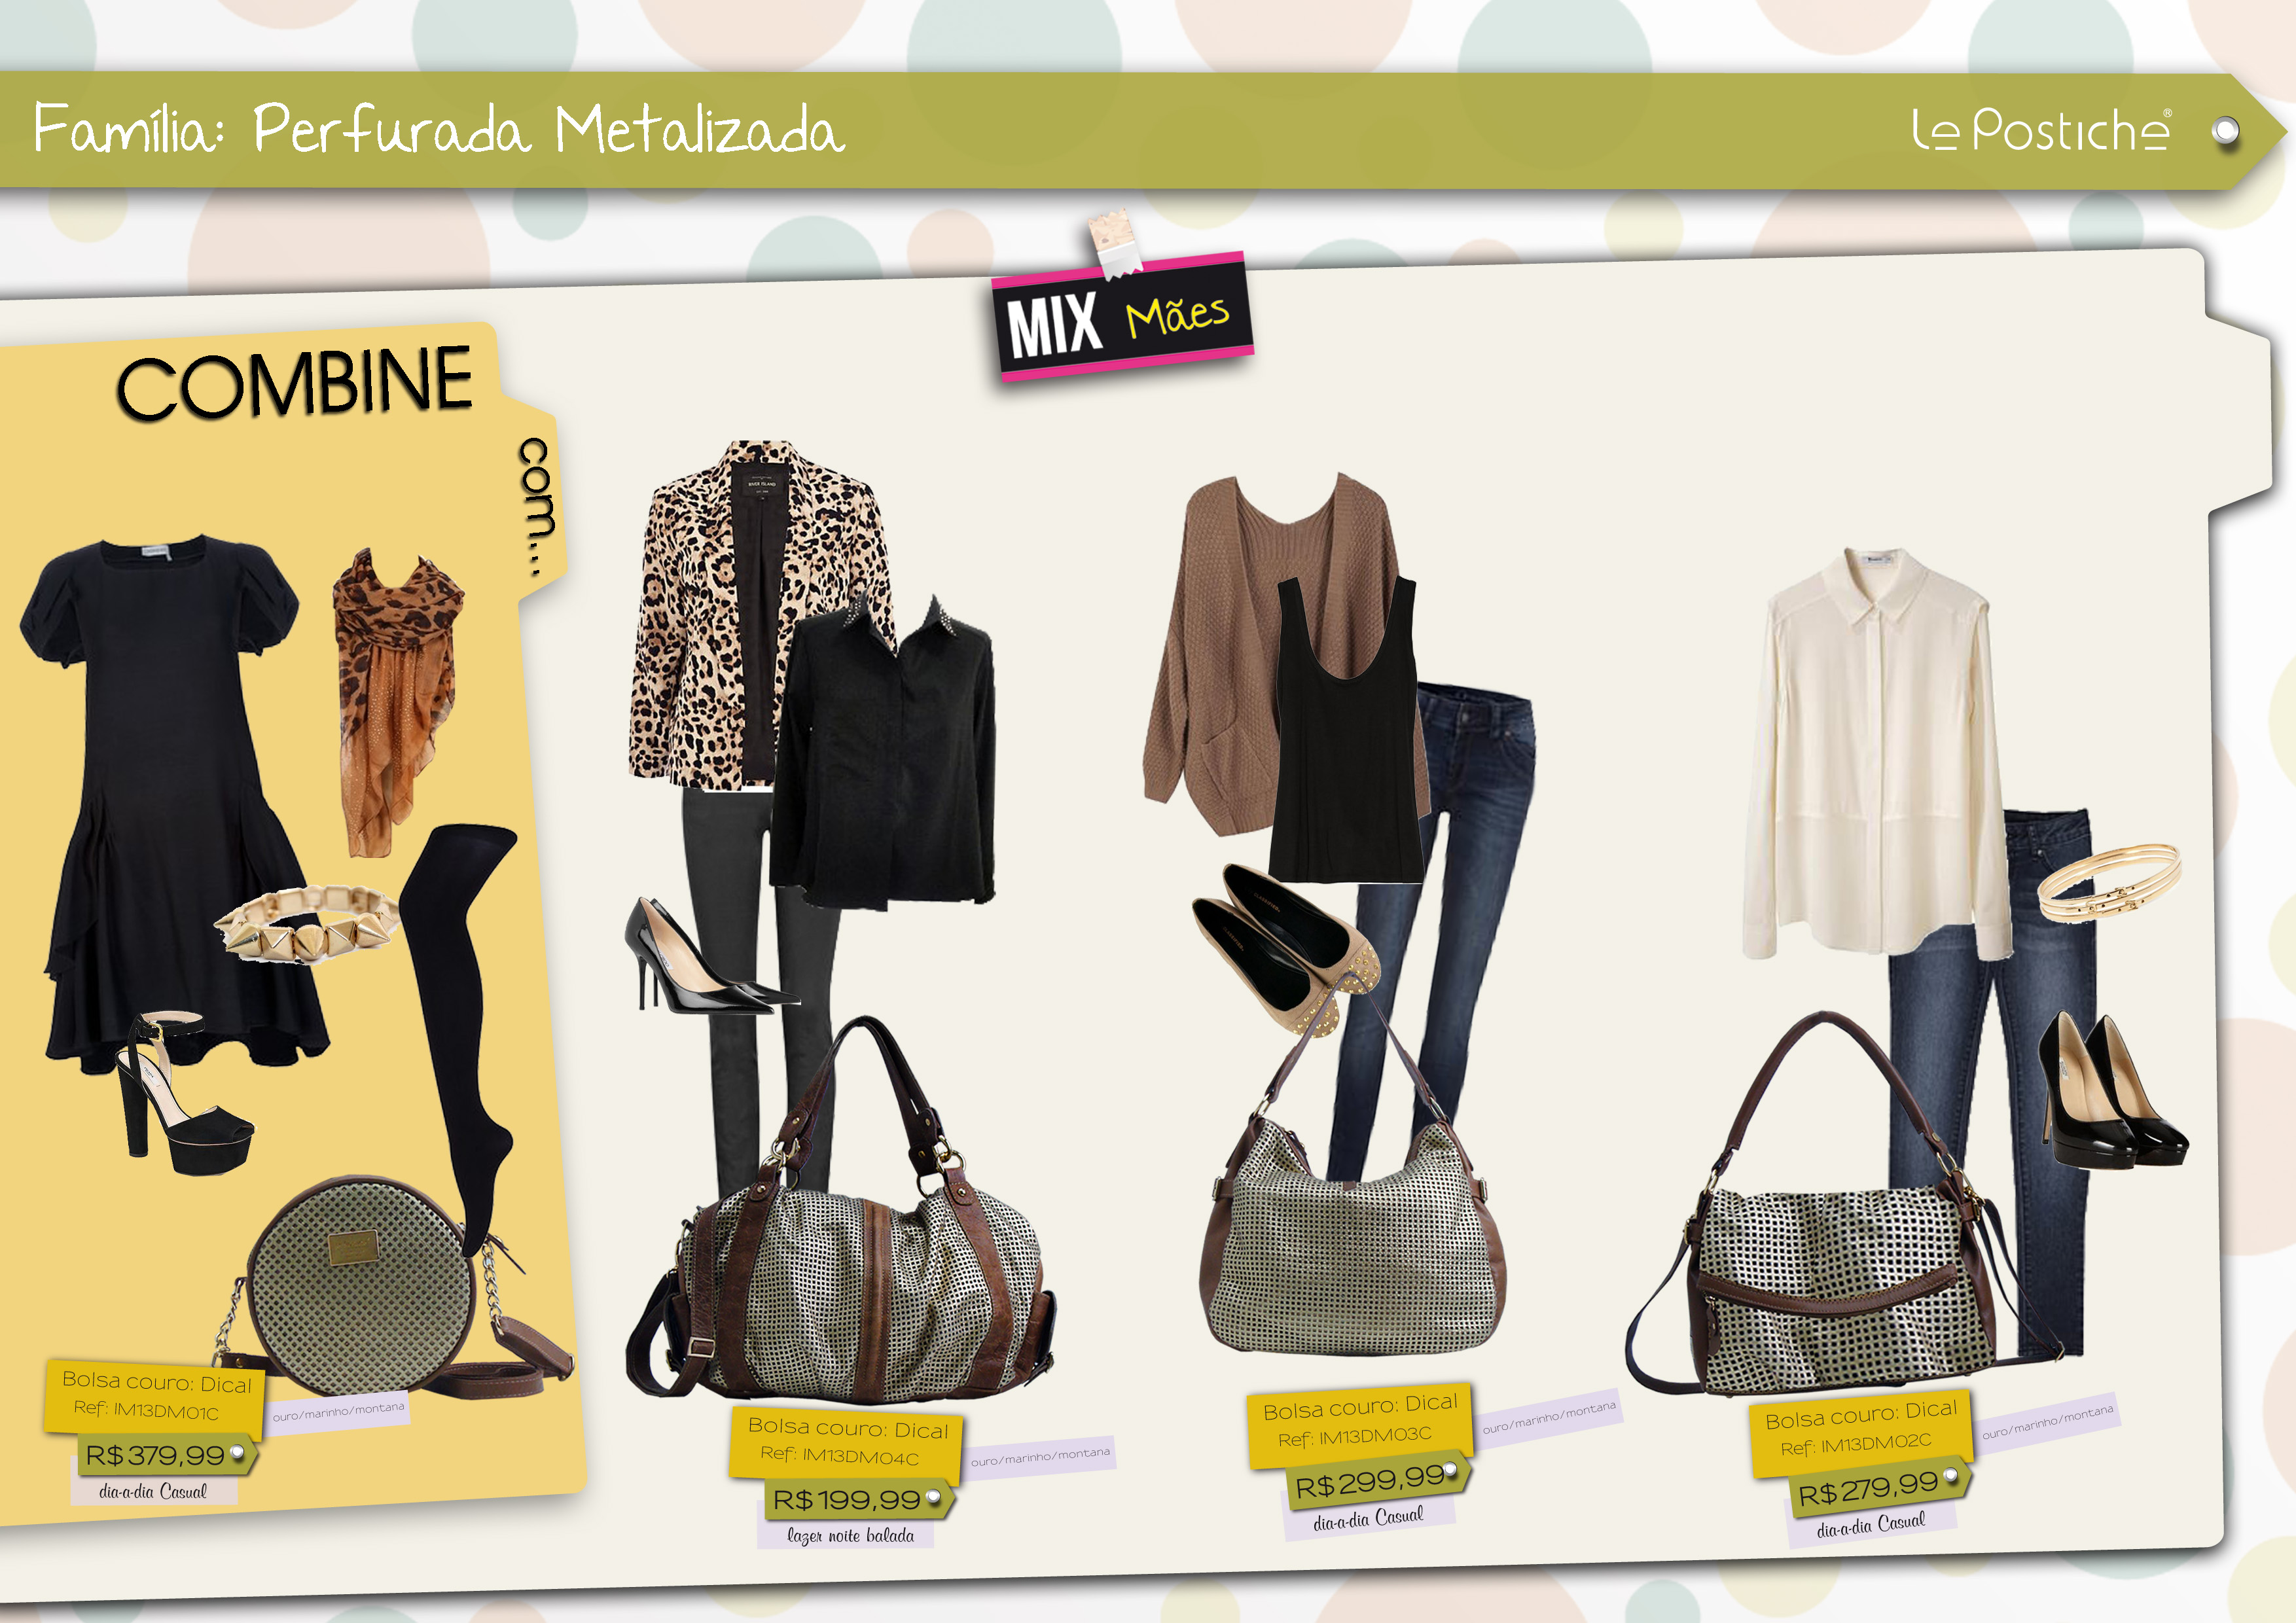 Família: Perfurada Metalizada
Le Postiche®
MIX Mães
COMBINE
com...
RIVER ISLAND
Bolsa couro: Dical
Ref: IM13DM01C
ouro/marinho/montana
R$379,99
dia-a-dia Casual
Bolsa couro: Dical
Ref: IM13DM04C
ouro/marinho/montana
R$199,99
lazer noite balada
Bolsa couro: Dical
Ref: IM13DM03C
ouro/marinho/montana
R$299,99
dia-a-dia Casual
Bolsa couro: Dical
Ref: IM13DM02C
ouro/marinho/montana
R$279,99
dia-a-dia Casual